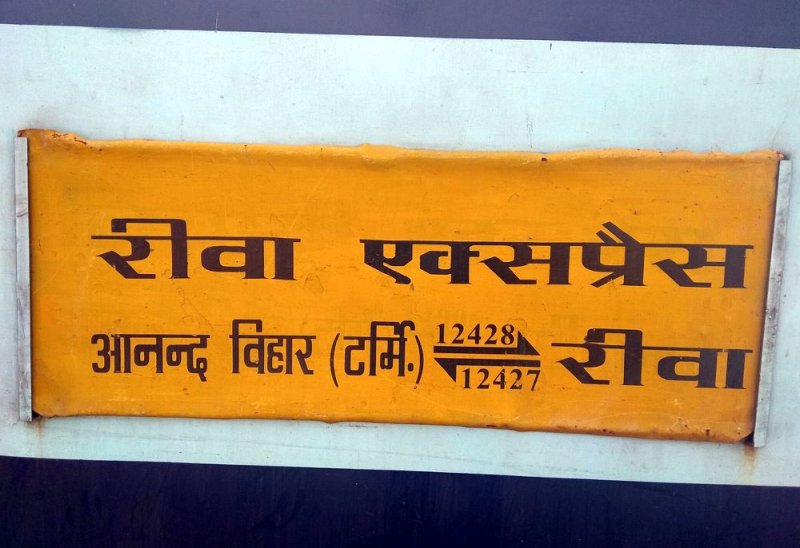 रीवा एक्सप्रैस
आनन्द विहार (टर्मि.) 12428 रीवा
12427